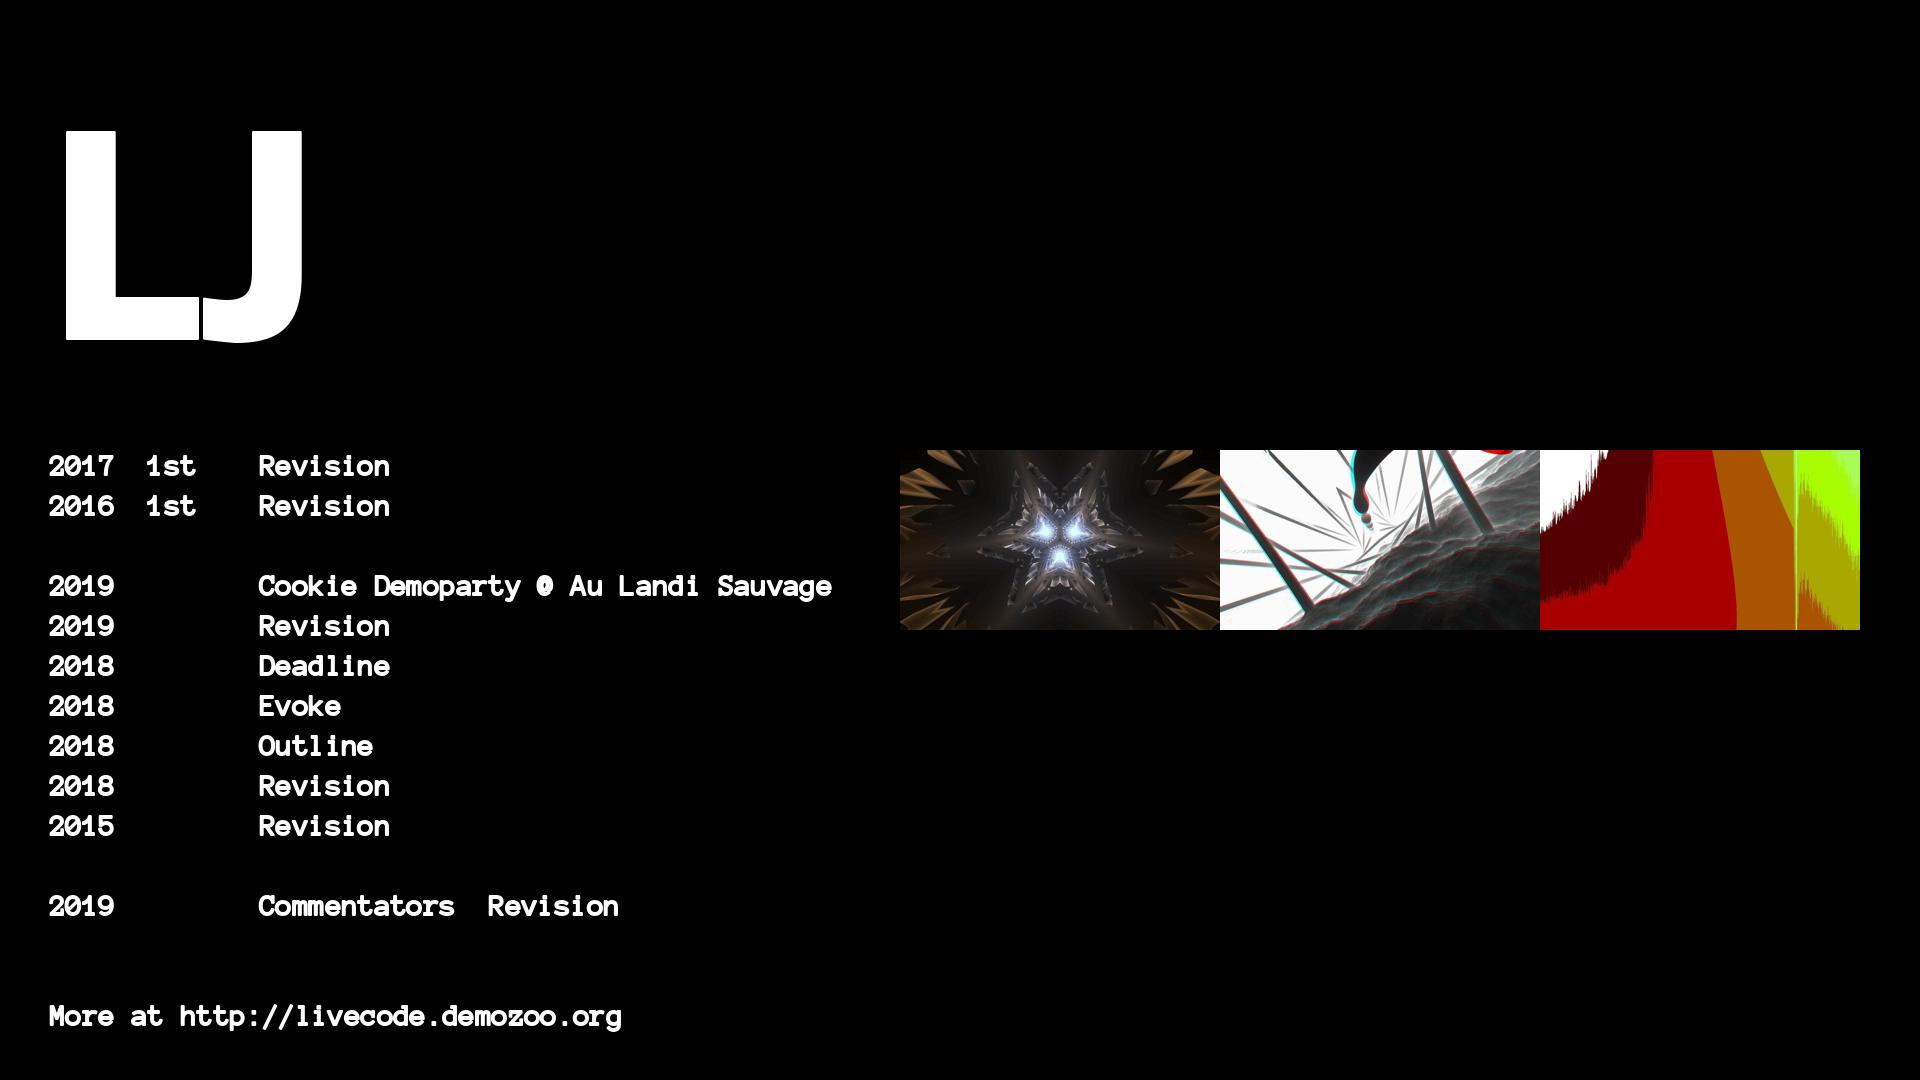 LJ
2017 1st Revision
2016 1st Revision
2019 Cookie Demoparty @ Au Landi Sauvage
2019 Revision
2018 Deadline
2018 Evoke
2018 Outline
2018 Revision
2015 Revision
2019 Commentators Revision
More at http://livecode.demozoo.org